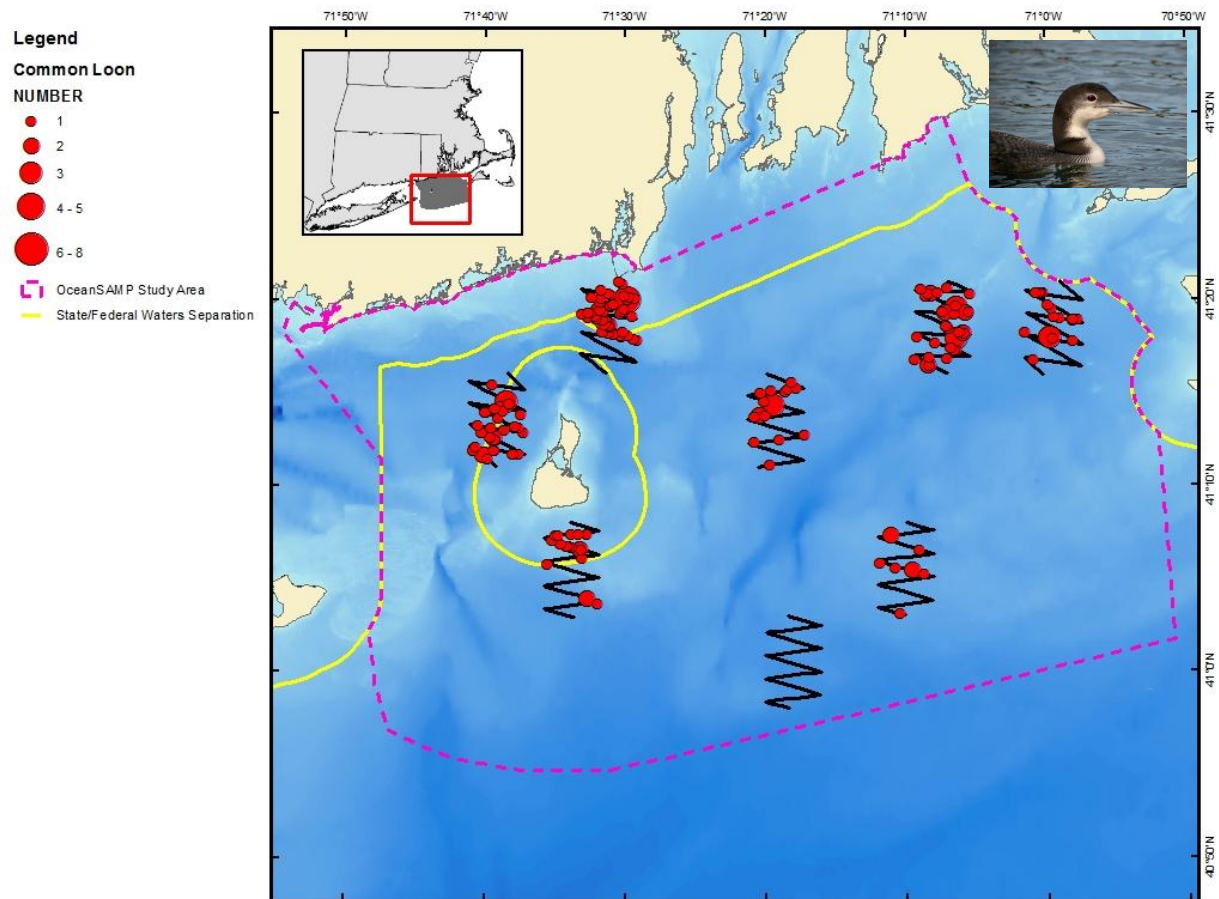 71°50'W 71°40'W 71°30'W 71°20'W 71°10'W 71°0'W 70°50'W
Legend
Common Loon
NUMBER
1
2
3
4 - 5
6 - 8
OceanSAMP Study Area
State/Federal Waters Separation
41°30'N
41°20'N
41°10'N
41°0'N
40°50'N